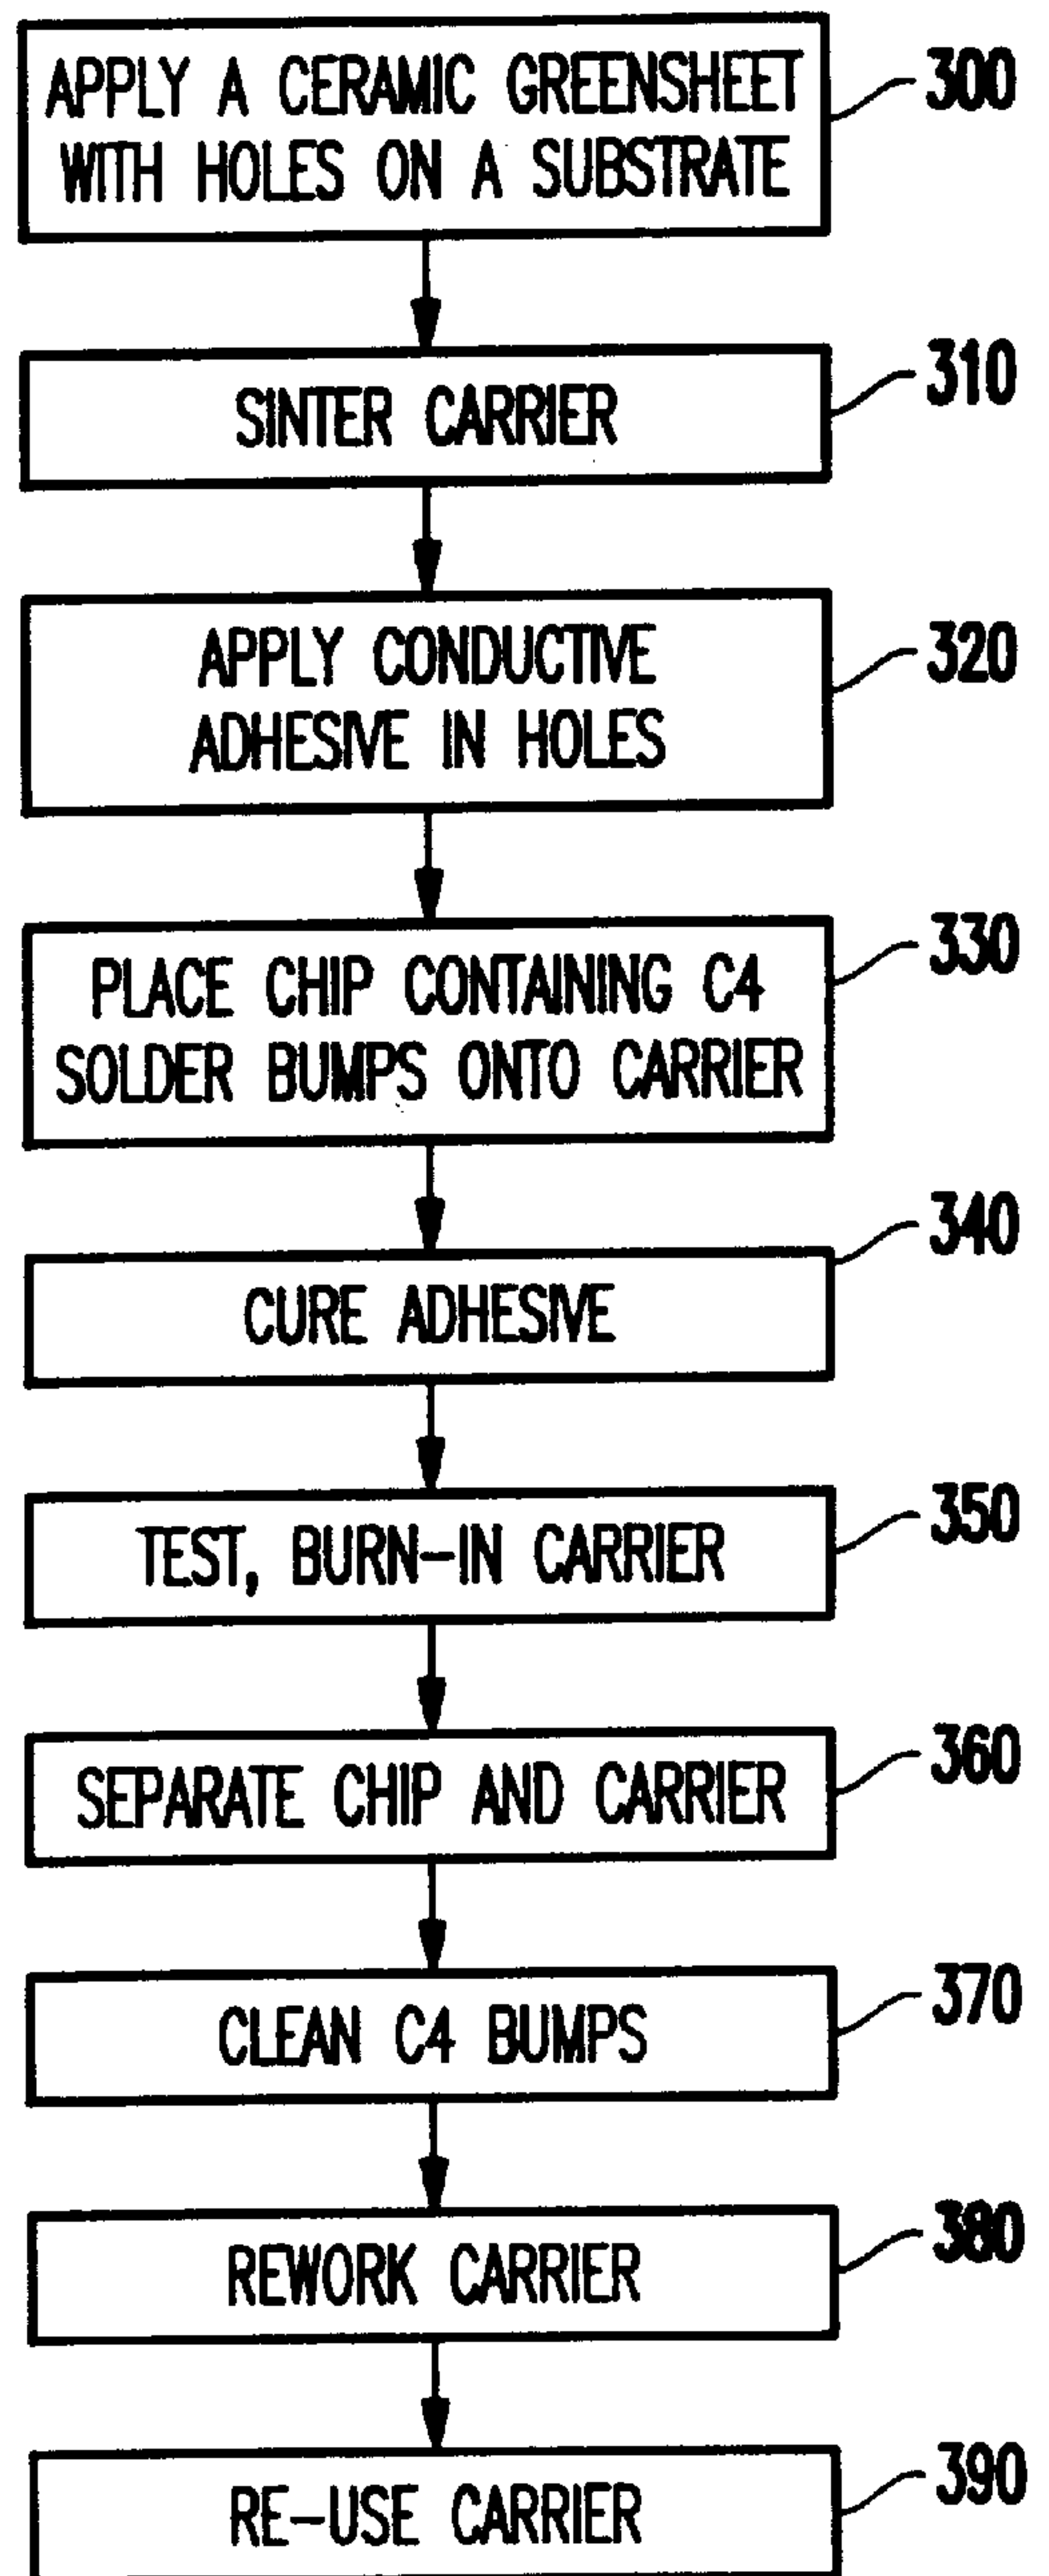 APPLY A CERAMIC GREENSHEET
WITH HOLES ON A SUBSTRATE
300
SINTER CARRIER
310
APPLY CONDUCTIVE
ADHESIVE IN HOLES
320
PLACE CHIP CONTAINING C4
SOLDER BUMPS ONTO CARRIER
330
CURE ADHESIVE
340
TEST, BURN-IN CARRIER
350
SEPARATE CHIP AND CARRIER
360
CLEAN C4 BUMPS
370
REWORK CARRIER
380
RE-USE CARRIER
390